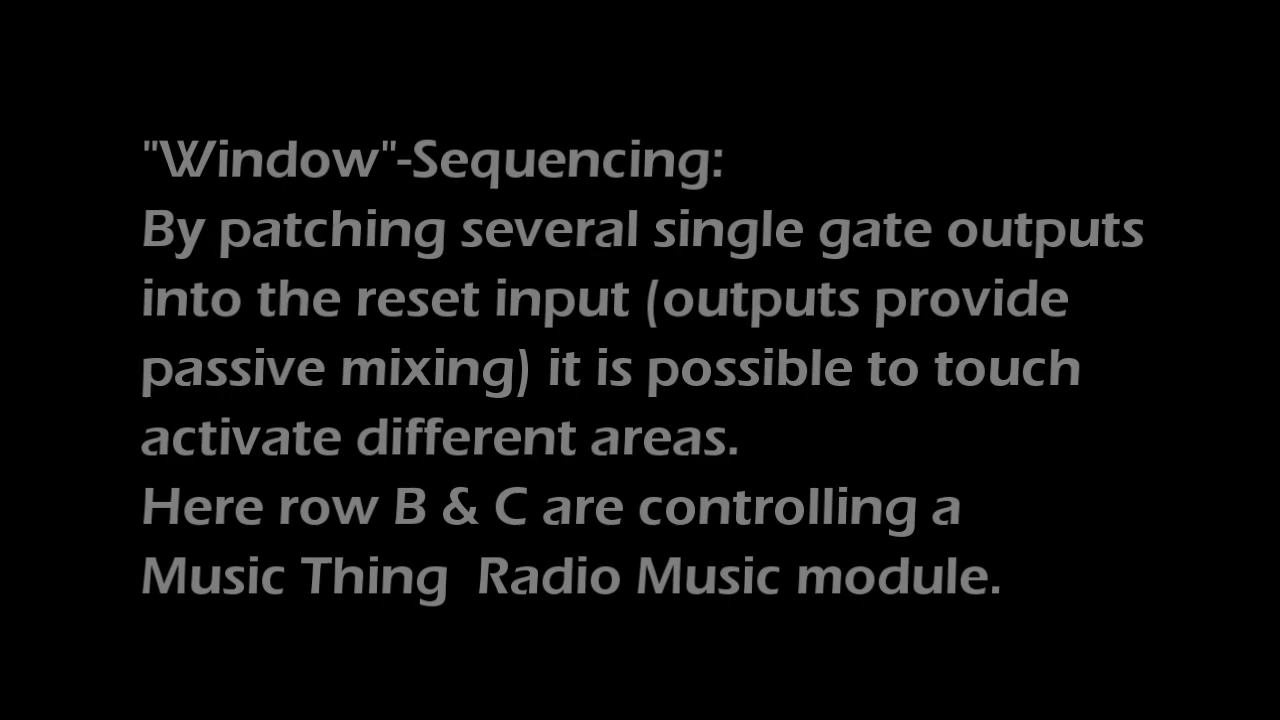 "Window"-Sequencing:
By patching several single gate outputs
into the reset input (outputs provide
passive mixing) it is possible to touch
activate different areas.
Here row B & C are controlling a
Music Thing  Radio Music module.